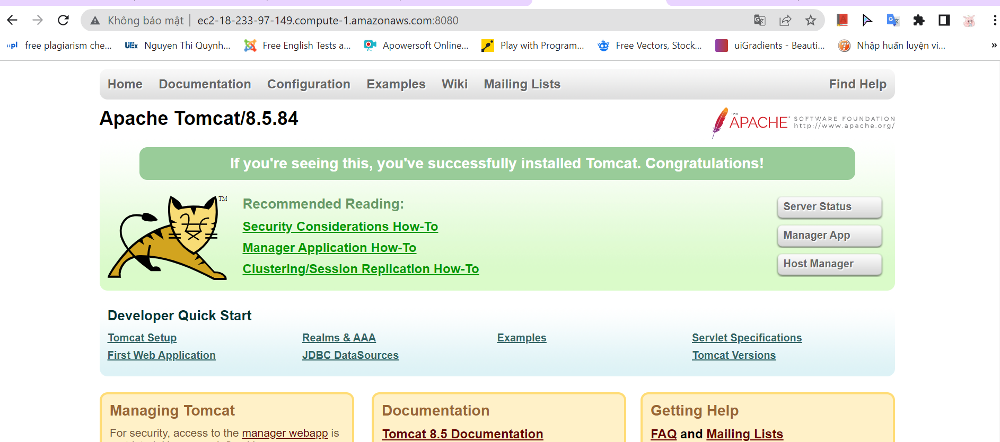 Không bảo mật ec2-18-233-97-149.compute-1.amazonaws.com:8080
::pl free plagiarism che... UEx Nguyen Thi Quynh... Free English Tests a... Apowersoft Online... Play with Program... Free Vectors, Stock... uiGradients - Beauti... Nhập huấn luyện vi... »
Home Documentation Configuration Examples Wiki Mailing Lists Find Help
Apache Tomcat/8.5.84
THE
APACHE SOFTWARE FOUNDATION
http://www.apache.org/
If you're seeing this, you've successfully installed Tomcat. Congratulations!
TM
Recommended Reading:
Security Considerations How-To
Manager Application How-To
Clustering/Session Replication How-To
Server Status
Manager App
Host Manager
Developer Quick Start
Tomcat Setup Realms & AAA Examples Servlet Specifications
First Web Application JDBC DataSources Tomcat Versions
Managing Tomcat
For security, access to the manager webapp is
Documentation
Tomcat 8.5 Documentation
Getting Help
FAQ and Mailing Lists